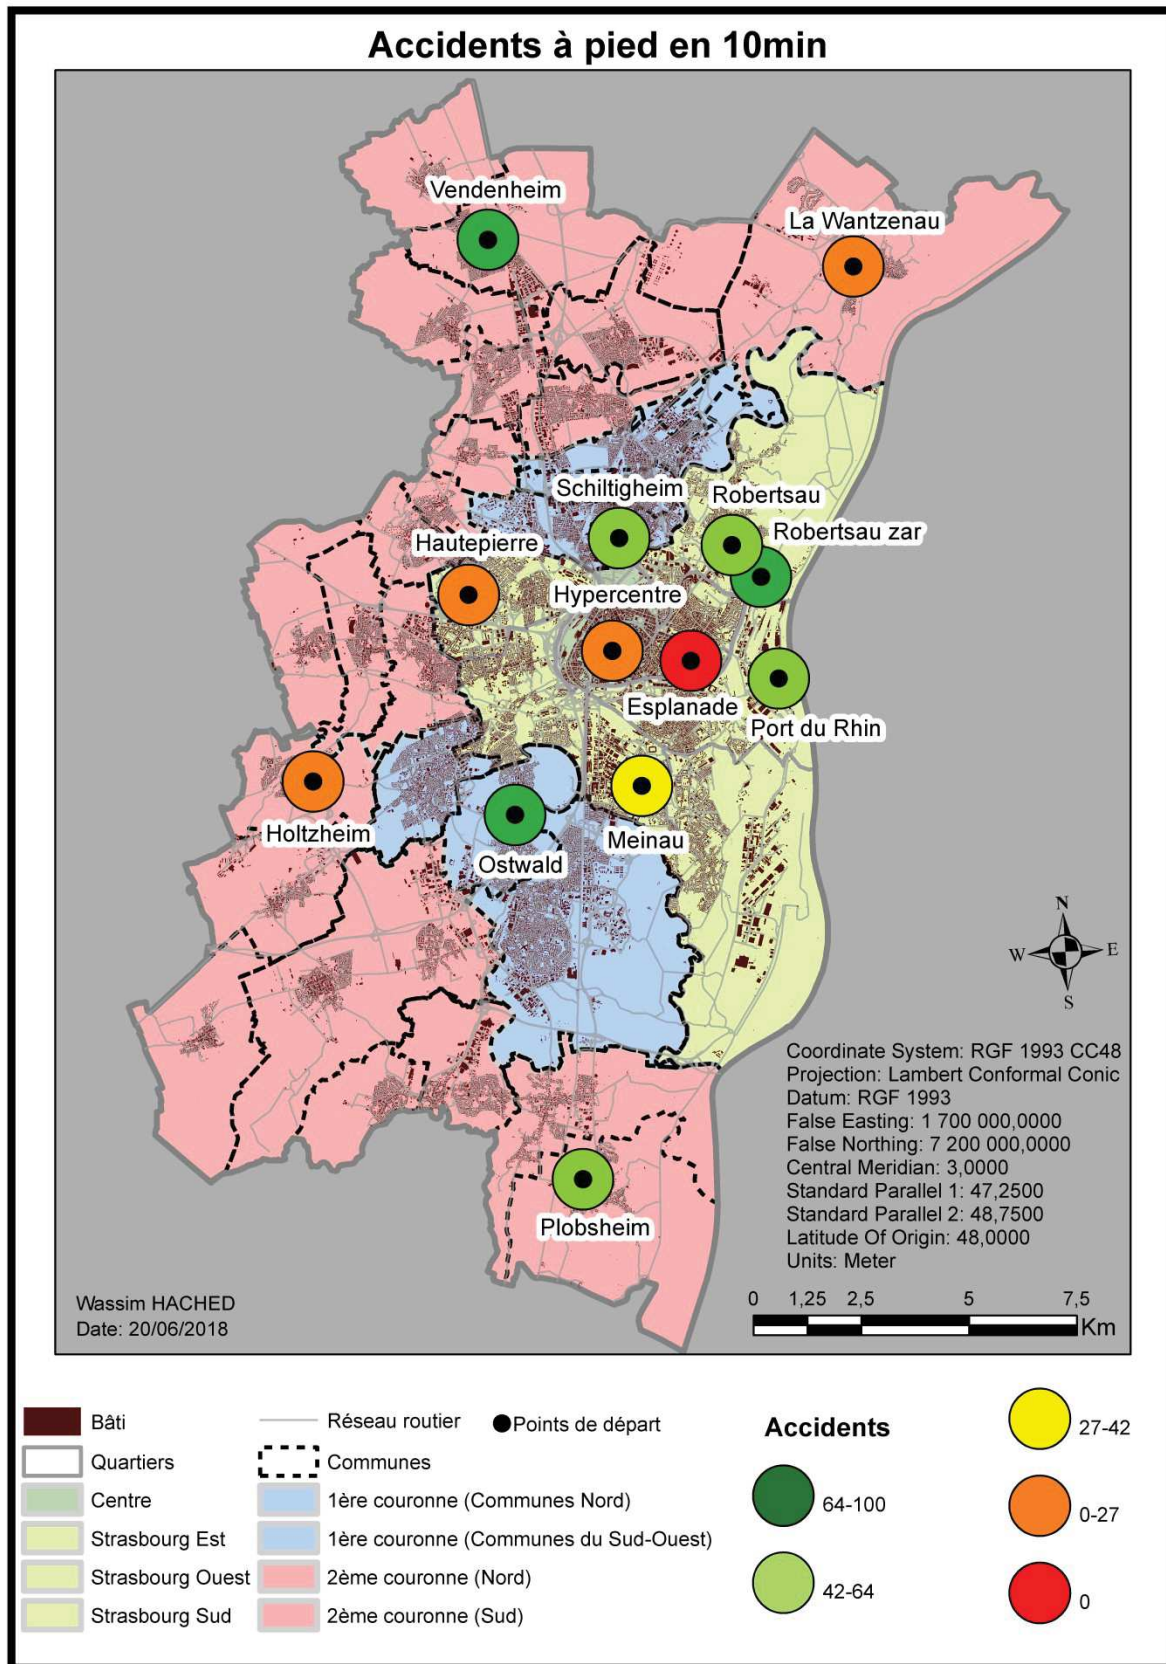 Accidents à pied en 10min
Vendenheim
La Wantzenau
Schiltigheim
Robertsau
Robertsau zar
Hautepierre
Hypercentre
Esplanade
Port du Rhin
Holtzheim
Ostwald
Meinau
Plobsheim
N
W
E
S
Coordinate System: RGF 1993 CC48
Projection: Lambert Conformal Conic
Datum: RGF 1993
False Easting: 1 700 000,0000
False Northing: 7 200 000,0000
Central Meridian: 3,0000
Standard Parallel 1: 47,2500
Standard Parallel 2: 48,7500
Latitude Of Origin: 48,0000
Units: Meter
0 1,25 2,5 5 7,5
Km
Wassim HACHED
Date: 20/06/2018
Bâti
Quartiers
Centre
Strasbourg Est
Strasbourg Ouest
Strasbourg Sud
Réseau routier
Communes
1ère couronne (Communes Nord)
1ère couronne (Communes du Sud-Ouest)
2ème couronne (Nord)
2ème couronne (Sud)
Points de départ
Accidents
64-100
42-64
27-42
0-27
0